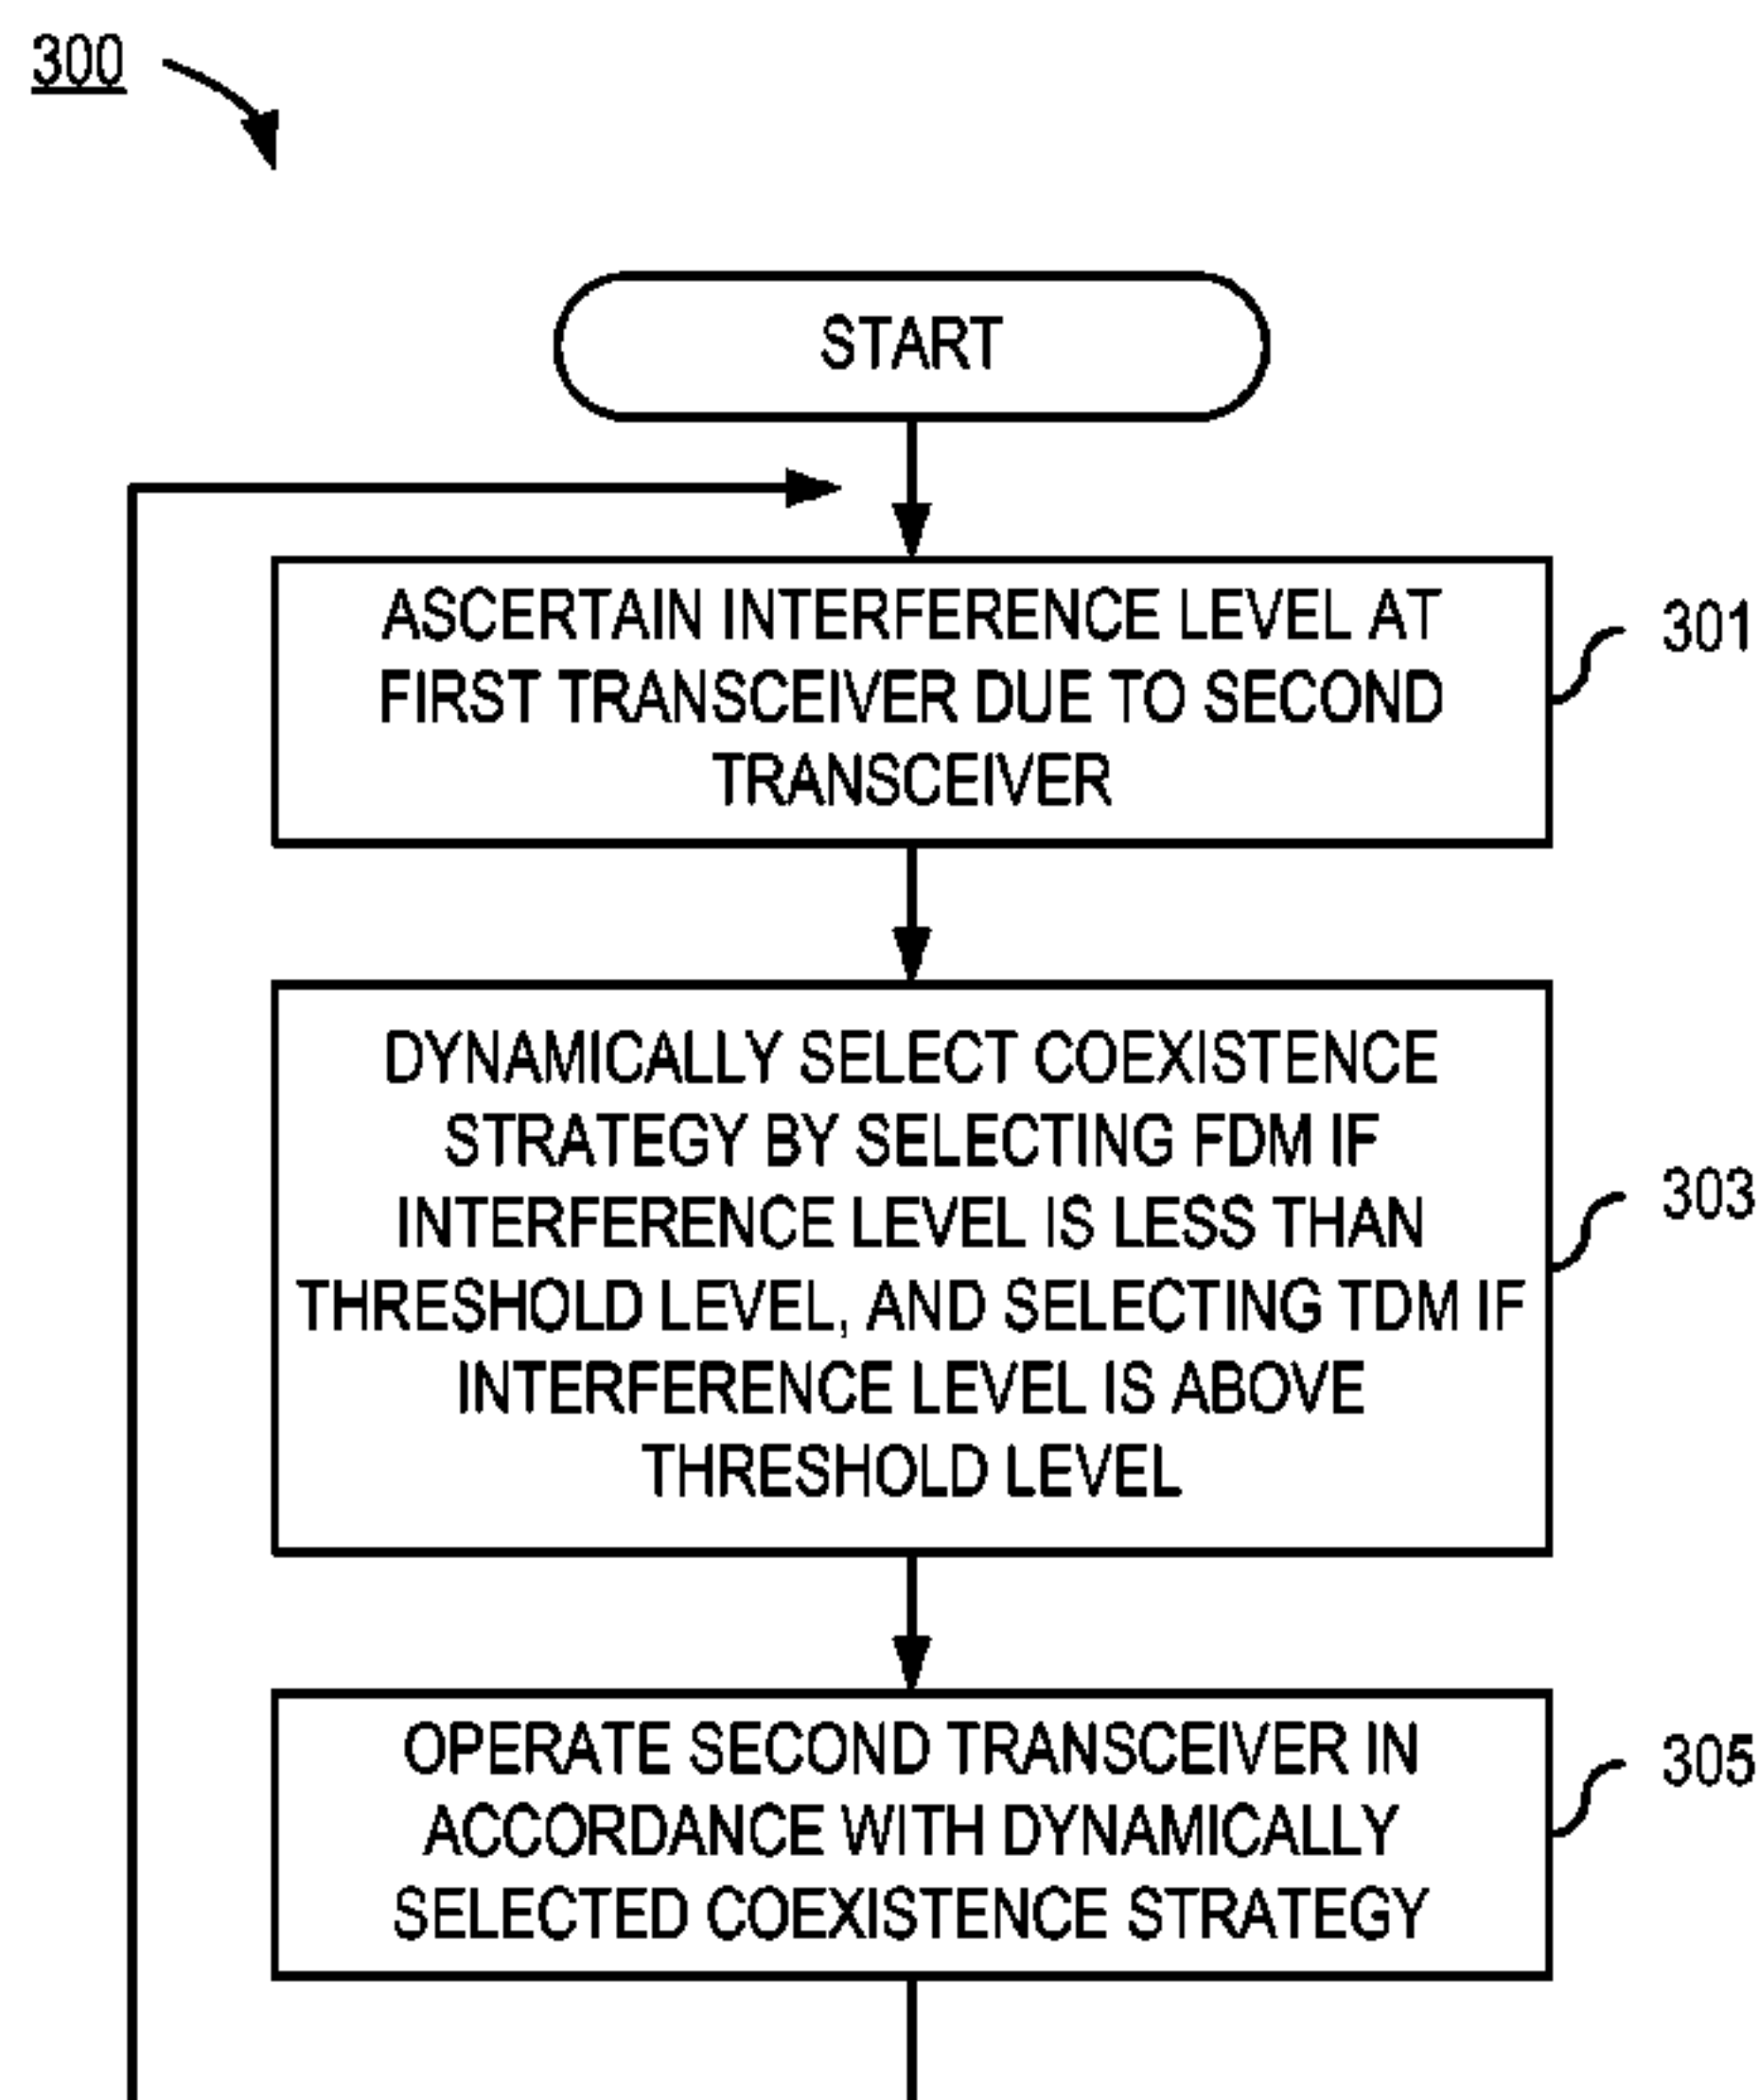 300
START
ASCERTAIN INTERFERENCE LEVEL AT
FIRST TRANSCEIVER DUE TO SECOND
TRANSCEIVER
301
DYNAMICALLY SELECT COEXISTENCE
STRATEGY BY SELECTING FDM IF
INTERFERENCE LEVEL IS LESS THAN
THRESHOLD LEVEL, AND SELECTING TDM IF
INTERFERENCE LEVEL IS ABOVE
THRESHOLD LEVEL
303
OPERATE SECOND TRANSCEIVER IN
ACCORDANCE WITH DYNAMICALLY
SELECTED COEXISTENCE STRATEGY
305